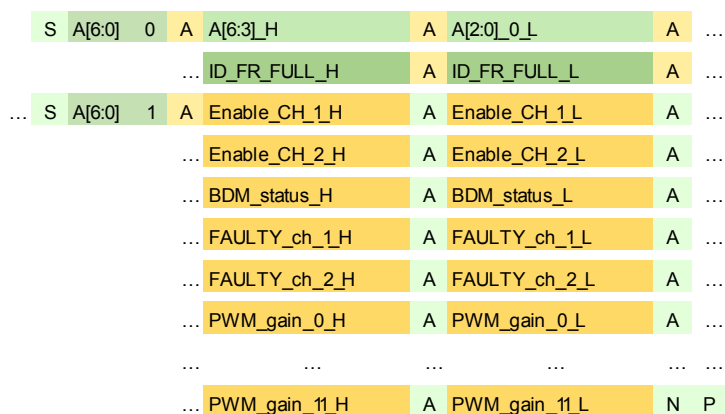 S A[6:0] 0 A A[6:3]_H A A[2:0]_0_L A ...
... ID_FR_FULL_H A ID_FR_FULL_L A ...
... S A[6:0] 1 A Enable_CH_1_H A Enable_CH_1_L A ...
... Enable_CH_2_H A Enable_CH_2_L A ...
... BDM_status_H A BDM_status_L A ...
... FAULTY_ch_1_H A FAULTY_ch_1_L A ...
... FAULTY_ch_2_H A FAULTY_ch_2_L A ...
... PWM_gain_0_H A PWM_gain_0_L A ...
... ... ... ... ... ...
... PWM_gain_11_H A PWM_gain_11_L N P